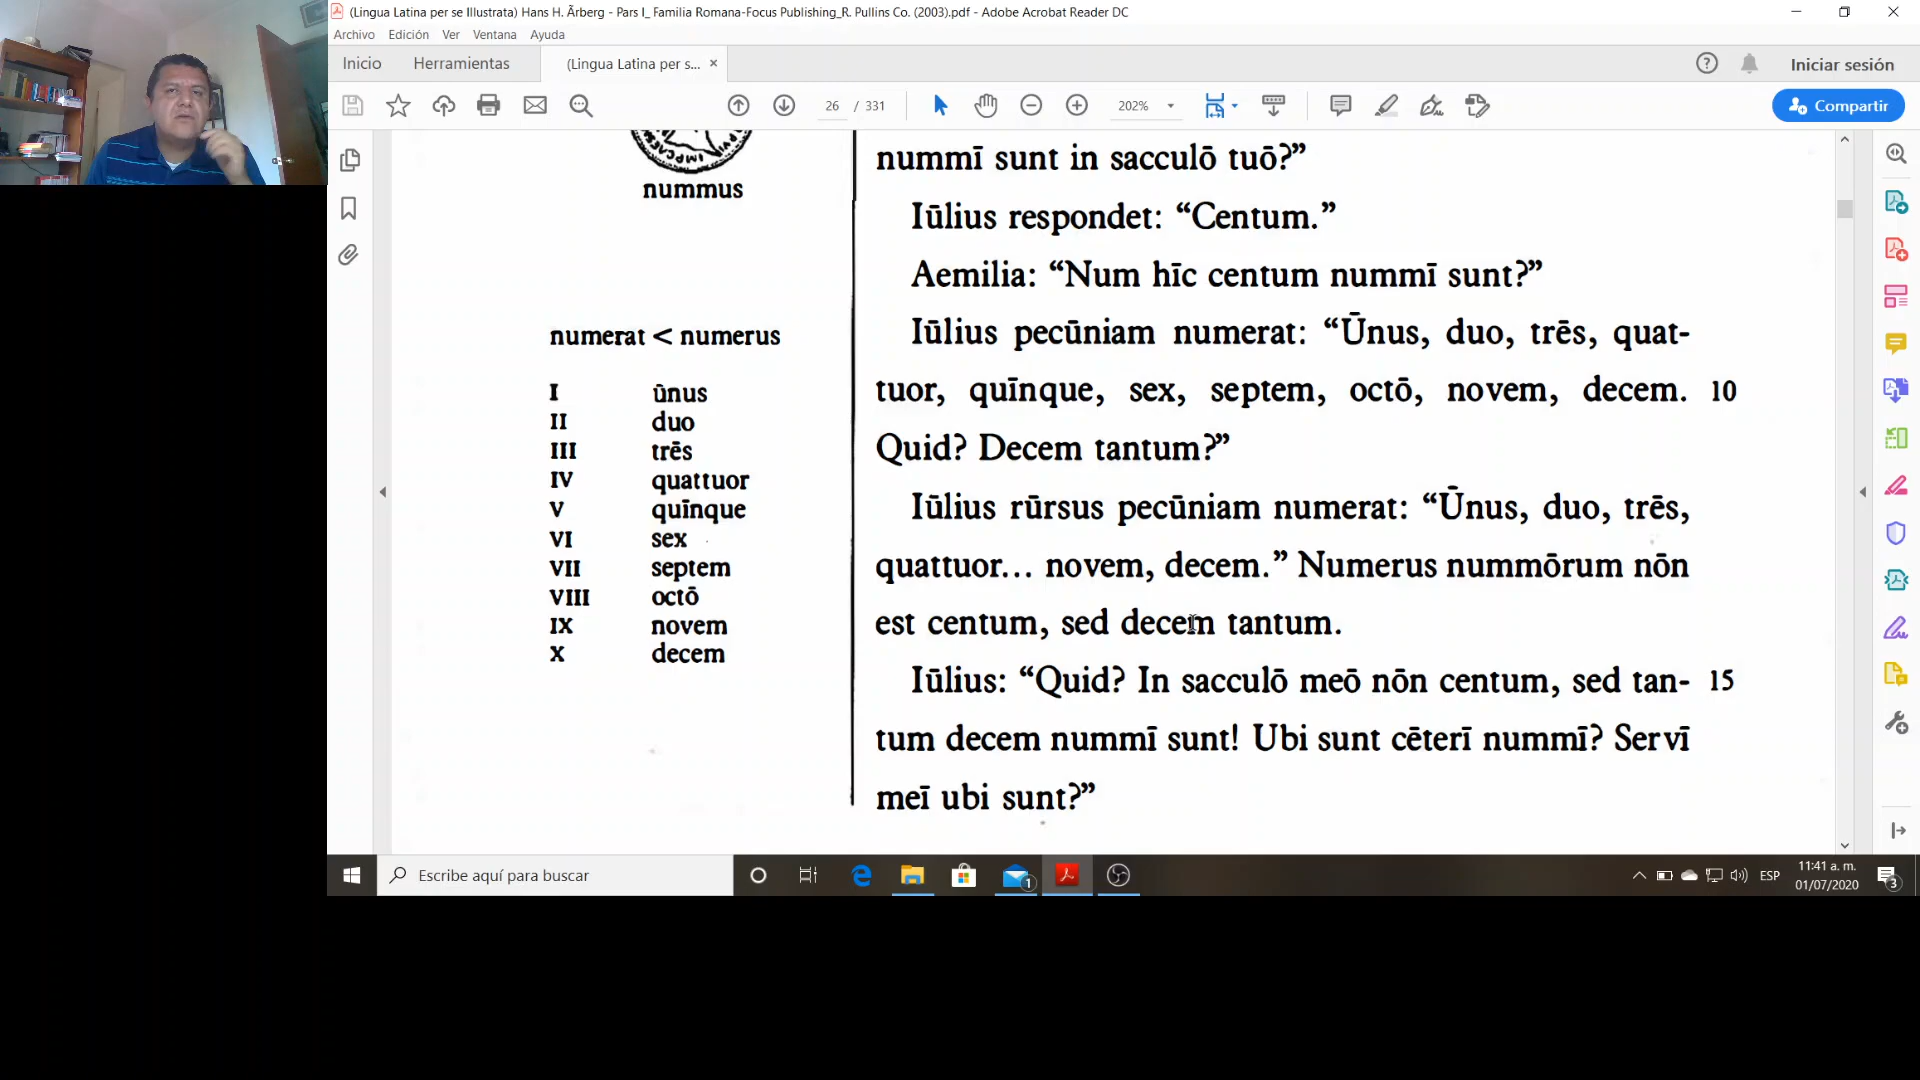 (Lingua Latina per se Illustrata) Hans H. Ãrberg - Pars I_ Familia Romana-Focus Publishing_R. Pullins Co. (2003).pdf - Adobe Acrobat Reader DC
Archivo Edición Ver Ventana Ayuda
Inicio Herramientas (Lingua Latina per s... × Iniciar sesión
26 / 331 202% Compartir
nummus
numerat < numerus
I ūnus
II duo
III trēs
IV quattuor
V quīnque
VI sex
VII septem
VIII octō
IX novem
X decem
nummī sunt in sacculō tuō?”
Iūlius respondet: “Centum.”
Aemilia: “Num hīc centum nummī sunt?”
Iūlius pecūniam numerat: “Ūnus, duo, trēs, quat-
tuor, quīnque, sex, septem, octō, novem, decem. 10
Quid? Decem tantum?”
Iūlius rūrsus pecūniam numerat: “Ūnus, duo, trēs,
quattuor... novem, decem.” Numerus nummōrum nōn
est centum, sed decem tantum.
Iūlius: “Quid? In sacculō meō nōn centum, sed tan- 15
tum decem nummī sunt! Ubi sunt cēterī nummī? Servī
meī ubi sunt?”
Escribe aquí para buscar
1
ESP
11:41 a. m.
01/07/2020
3